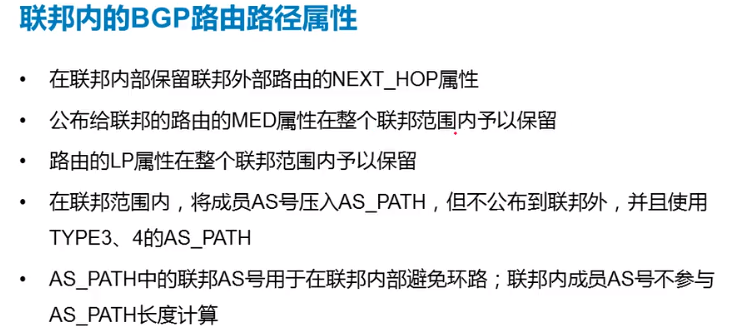 联邦内的BGP路由路径属性
• 在联邦内部保留联邦外部路由的NEXT_HOP属性
• 公布给联邦的路由的MED属性在整个联邦范围内予以保留
• 路由的LP属性在整个联邦范围内予以保留
• 在联邦范围内，将成员AS号压入AS_PATH，但不公布到联邦外，并且使用
TYPE3、4的AS_PATH
• AS_PATH中的联邦AS号用于在联邦内部避免环路；联邦内成员AS号不参与
AS_PATH长度计算